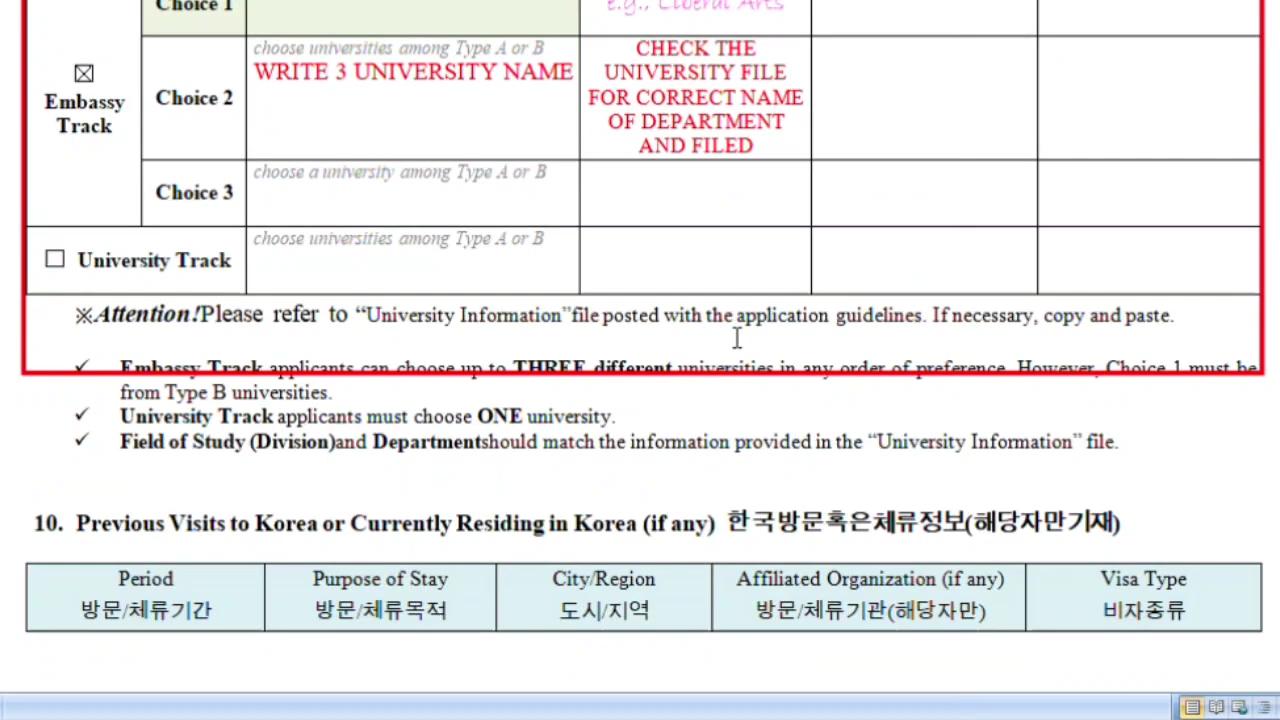 Choice 1
e.g., Liberal Arts
☒
Embassy
Track
Choice 2
choose universities among Type A or B
WRITE 3 UNIVERSITY NAME
CHECK THE
UNIVERSITY FILE
FOR CORRECT NAME
OF DEPARTMENT
AND FILED
Choice 3
choose a university among Type A or B
☐ University Track
choose universities among Type A or B
※Attention!Please refer to “University Information”file posted with the application guidelines. If necessary, copy and paste.
✓ Embassy Track applicants can choose up to THREE different universities in any order of preference. However, Choice 1 must be
from Type B universities.
✓ University Track applicants must choose ONE university.
✓ Field of Study (Division)and Departmentshould match the information provided in the “University Information” file.
10. Previous Visits to Korea or Currently Residing in Korea (if any) 한국방문혹은체류정보(해당자만기재)
Period
방문/체류기간
Purpose of Stay
방문/체류목적
City/Region
도시/지역
Affiliated Organization (if any)
방문/체류기관(해당자만)
Visa Type
비자종류